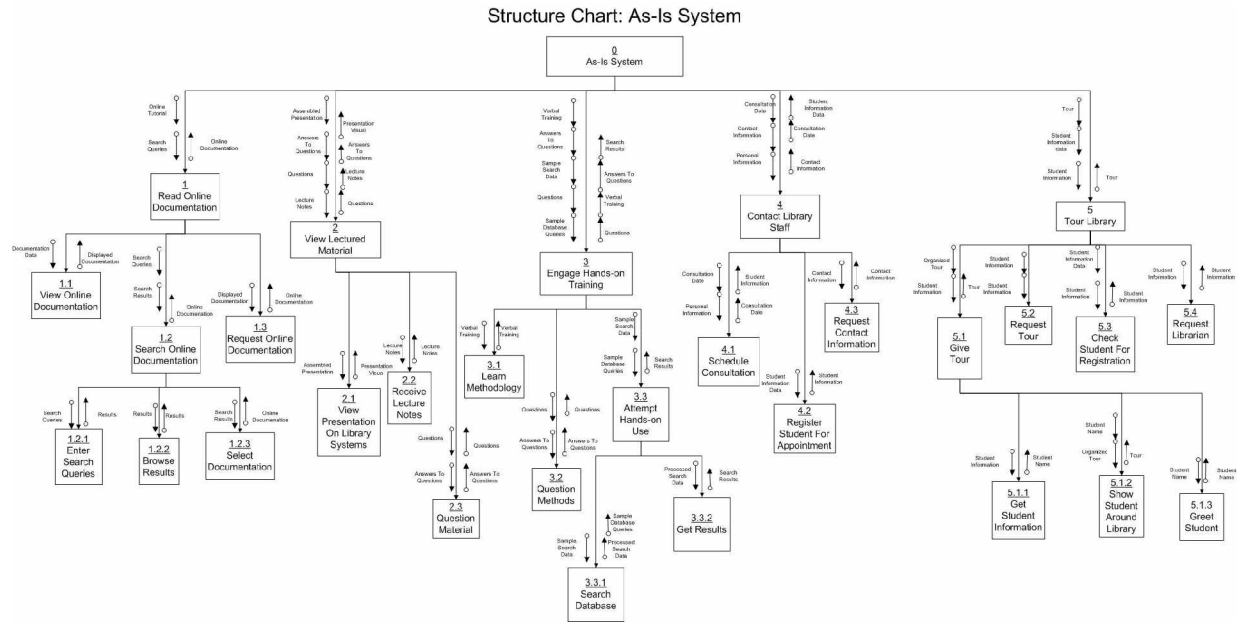 Structure Chart: As-Is System
0
As-Is System
Online
Tutorial
Search
Queries
Online
Documentation
1
Read Online
Documentation
Assembled
Presentation
Presentation
Visual
Answers
To
Questions
Answers
To
Questions
Questions
Lecture
Notes
Lecture
Notes
Questions
2
View Lectured
Material
Verbal
Training
Answers
To
Questions
Search
Results
Sample
Search
Data
Answers To
Questions
Questions
Verbal
Training
Sample
Database
Queries
Questions
3
Engage Hands-on
Training
Consultation
Date
Student
Information
Data
Contact
Information
Consultation
Date
Personal
Information
Contact
Information
4
Contact Library
Staff
Tour
Student
Information
data
Student
Information
Tour
5
Tour Library
Documentation
Data
Displayed
Documentation
1.1
View Online
Documentation
Search
Queries
Search
Results
Online
Documentation
1.2
Search Online
Documentation
Displayed
Documentation
Online
Documentation
1.3
Request Online
Documentation
Search
Queries
Results
1.2.1
Enter
Search
Queries
Results
Results
1.2.2
Browse
Results
Search
Results
Online
Documentation
1.2.3
Select
Documentation
Assembled
Presentation
Presentation
Visual
2.1
View
Presentation
On Library
Systems
Lecture
Notes
Lecture
Notes
2.2
Receive
Lecture
Notes
Questions
Questions
Answers To
Questions
Answers To
Questions
2.3
Question
Material
Verbal
Training
Verbal
Training
3.1
Learn
Methodology
Questions
Questions
Answers To
Questions
Answers To
Questions
3.2
Question
Methods
Sample
Search
Data
Sample
Database
Queries
Search
Results
3.3
Attempt
Hands-on
Use
Sample
Search
Data
Sample
Database
Queries
Processed
Search
Data
3.3.1
Search
Database
Processed
Search
Data
Search
Results
3.3.2
Get Results
Consultation
Date
Student
Information
Personal
Information
Consultation
Date
4.1
Schedule
Consultation
Student
Information
Data
Student
Information
4.2
Register
Student For
Appointment
Contact
Information
Contact
Information
4.3
Request
Contact
Information
Organized
Tour
Student
Information
Tour
5.1
Give
Tour
Student
Information
Student
Information
5.2
Request
Tour
Student
Information
Data
Student
Information
Student
Information
5.3
Check
Student For
Registration
Student
Information
Student
Information
5.4
Request
Librarian
Student
Information
Student
Name
5.1.1
Get
Student
Information
Student
Name
Organized
Tour
Tour
5.1.2
Show
Student
Around
Library
Student
Name
Student
Name
5.1.3
Greet
Student